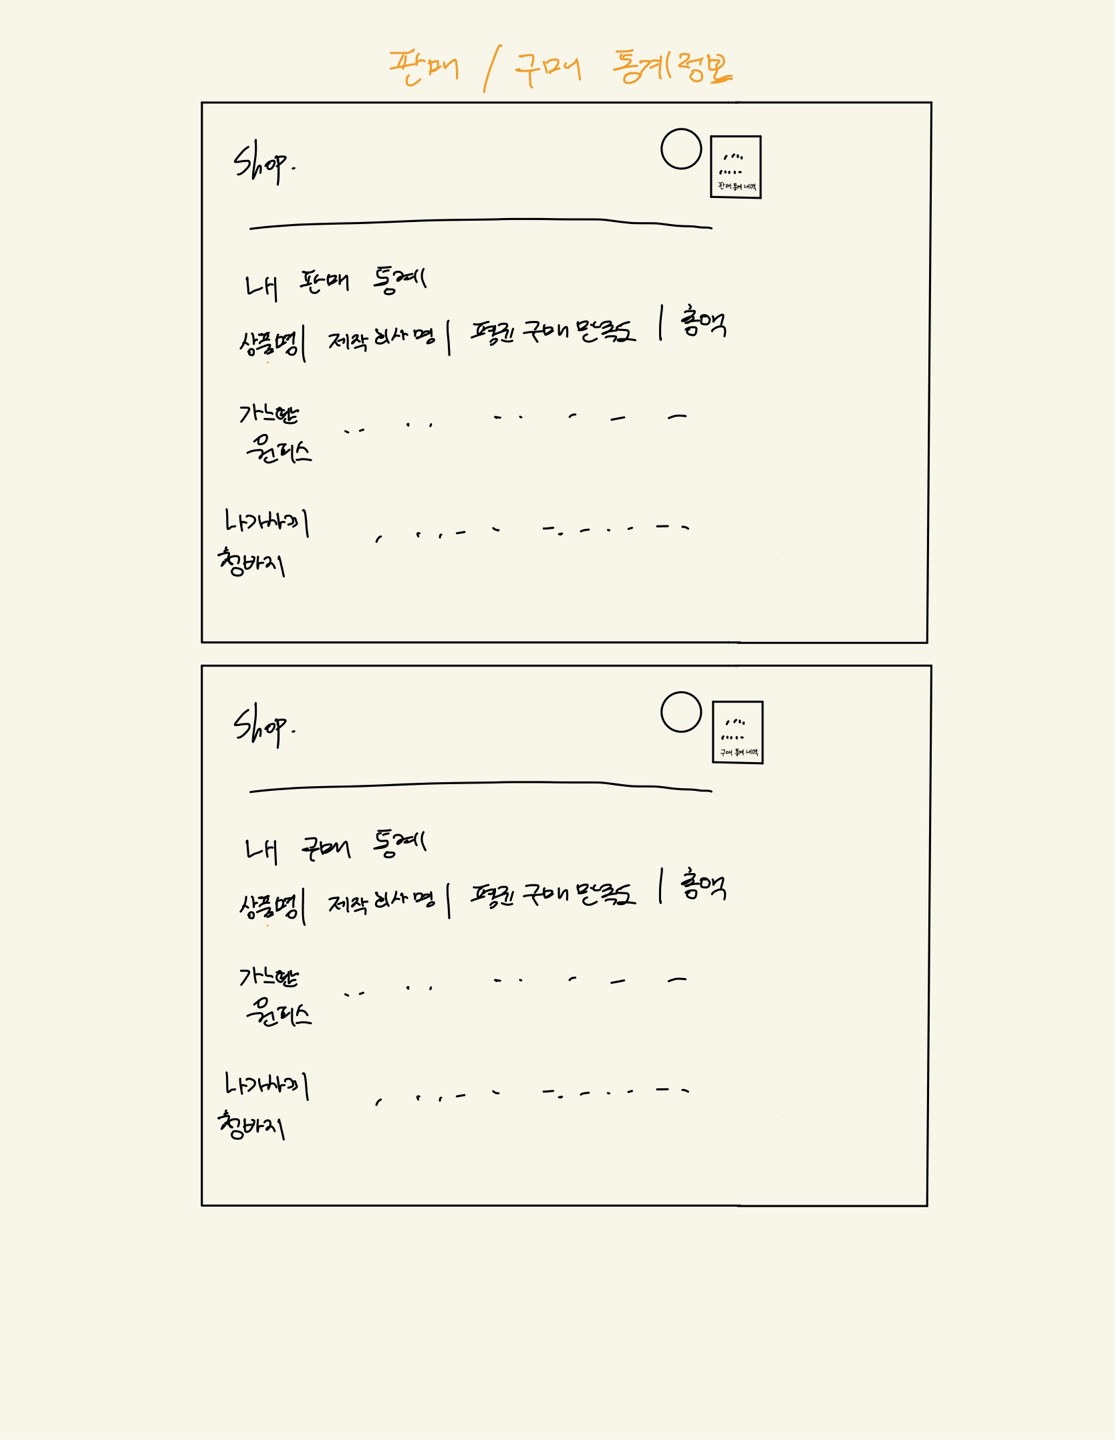 판매 / 구매 통계정보
Shop.
판매 통계 내역
내 판매 통계
상품명 | 제작회사명 | 평균 구매 만족도 | 총액
가느란
원피스
나가사끼
청바지
Shop.
구매 통계 내역
내 구매 통계
상품명 | 제작회사명 | 평균 구매 만족도 | 총액
가느란
원피스
나가사끼
청바지